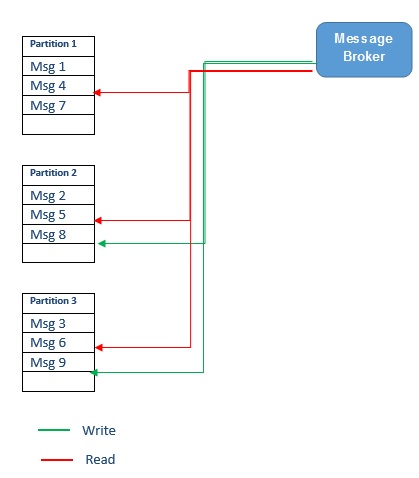 Message
Broker
Partition 1
Msg 1
Msg 4
Msg 7
Partition 2
Msg 2
Msg 5
Msg 8
Partition 3
Msg 3
Msg 6
Msg 9
Write
Read